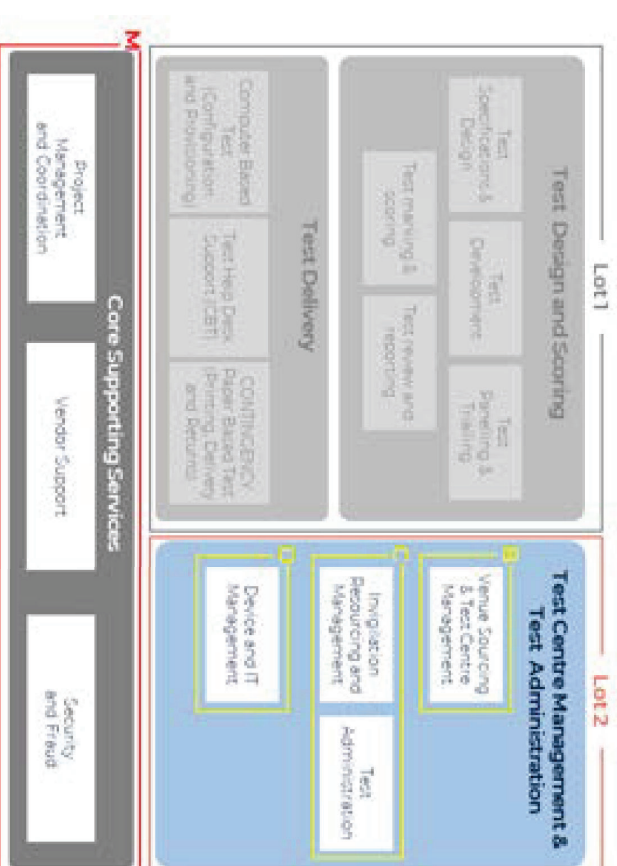 Lot 1
Lot 2
Test Design and Scoring
Test
Specifications &
Design
Test
Development
Test
Panelling &
Trialling
Test marking &
scoring
Test review and
reporting
Test Delivery
Computer Based
Test
(Configuration
and Provisioning)
Test Help Desk
Support (CBT)
CONTINGENCY
Paper Based Test
(Printing, Delivery
and Returns)
Test Centre Management &
Test Administration
Venue Sourcing
& Test Centre
Management
C
Invigilation
Resourcing and
Management
Test
Administration
D
Device and IT
Management
M
Core Supporting Services
Project
Management
and Coordination
Vendor Support
Security
and Fraud